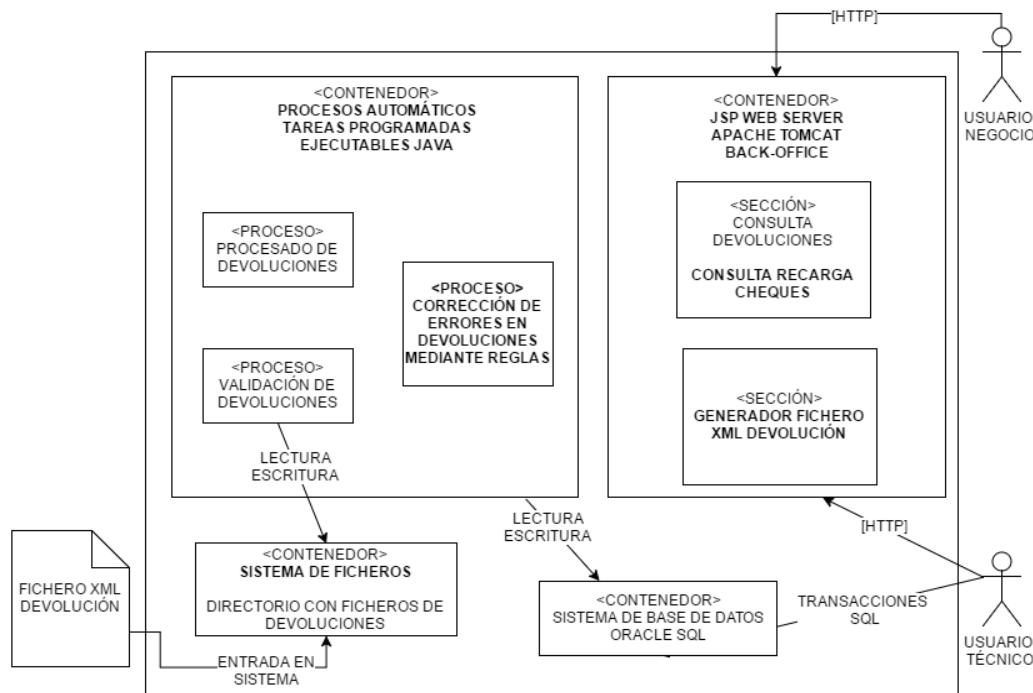 [HTTP]
USUARIO
NEGOCIO
<CONTENEDOR>
PROCESOS AUTOMÁTICOS
TAREAS PROGRAMADAS
EJECUTABLES JAVA
<CONTENEDOR>
JSP WEB SERVER
APACHE TOMCAT
BACK-OFFICE
<PROCESO>
PROCESADO DE
DEVOLUCIONES
<PROCESO>
CORRECCIÓN DE
ERRORES EN
DEVOLUCIONES
MEDIANTE REGLAS
<PROCESO>
VALIDACIÓN DE
DEVOLUCIONES
<SECCIÓN>
CONSULTA
DEVOLUCIONES
CONSULTA RECARGA
CHEQUES
<SECCIÓN>
GENERADOR FICHERO
XML DEVOLUCIÓN
LECTURA
ESCRITURA
LECTURA
ESCRITURA
[HTTP]
FICHERO XML
DEVOLUCIÓN
<CONTENEDOR>
SISTEMA DE FICHEROS
DIRECTORIO CON FICHEROS DE
DEVOLUCIONES
<CONTENEDOR>
SISTEMA DE BASE DE DATOS
ORACLE SQL
TRANSACCIONES
SQL
USUARIO
TÉCNICO
ENTRADA EN
SISTEMA